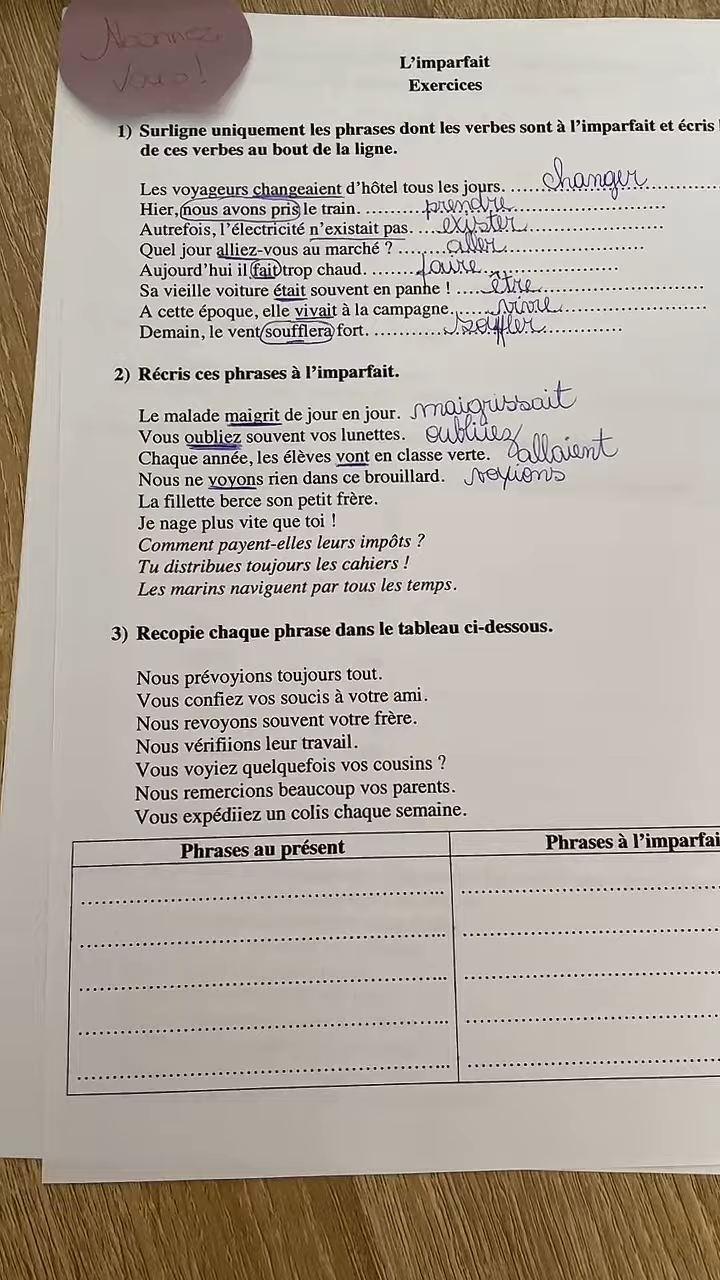 Abonnez
Vous !
L'imparfait
Exercices
1) Surligne uniquement les phrases dont les verbes sont à l'imparfait et écris
de ces verbes au bout de la ligne.
Les voyageurs changeaient d'hôtel tous les jours. changer
Hier, nous avons pris le train. prendre
Autrefois, l'électricité n'existait pas. exister
Quel jour alliez-vous au marché ? aller
Aujourd'hui il fait trop chaud. faire
Sa vieille voiture était souvent en panne ! être
A cette époque, elle vivait à la campagne. vivre
Demain, le vent soufflera fort. souffler
2) Récris ces phrases à l'imparfait.
Le malade maigrit de jour en jour. maigrissait
Vous oubliez souvent vos lunettes. oubliiez
Chaque année, les élèves vont en classe verte. allaient
Nous ne voyons rien dans ce brouillard. voyions
La fillette berce son petit frère.
Je nage plus vite que toi !
Comment payent-elles leurs impôts ?
Tu distribues toujours les cahiers !
Les marins naviguent par tous les temps.
3) Recopie chaque phrase dans le tableau ci-dessous.
Nous prévoyions toujours tout.
Vous confiez vos soucis à votre ami.
Nous revoyons souvent votre frère.
Nous vérifiions leur travail.
Vous voyiez quelquefois vos cousins ?
Nous remercions beaucoup vos parents.
Vous expédiiez un colis chaque semaine.
Phrases au présent Phrases à l'imparfai